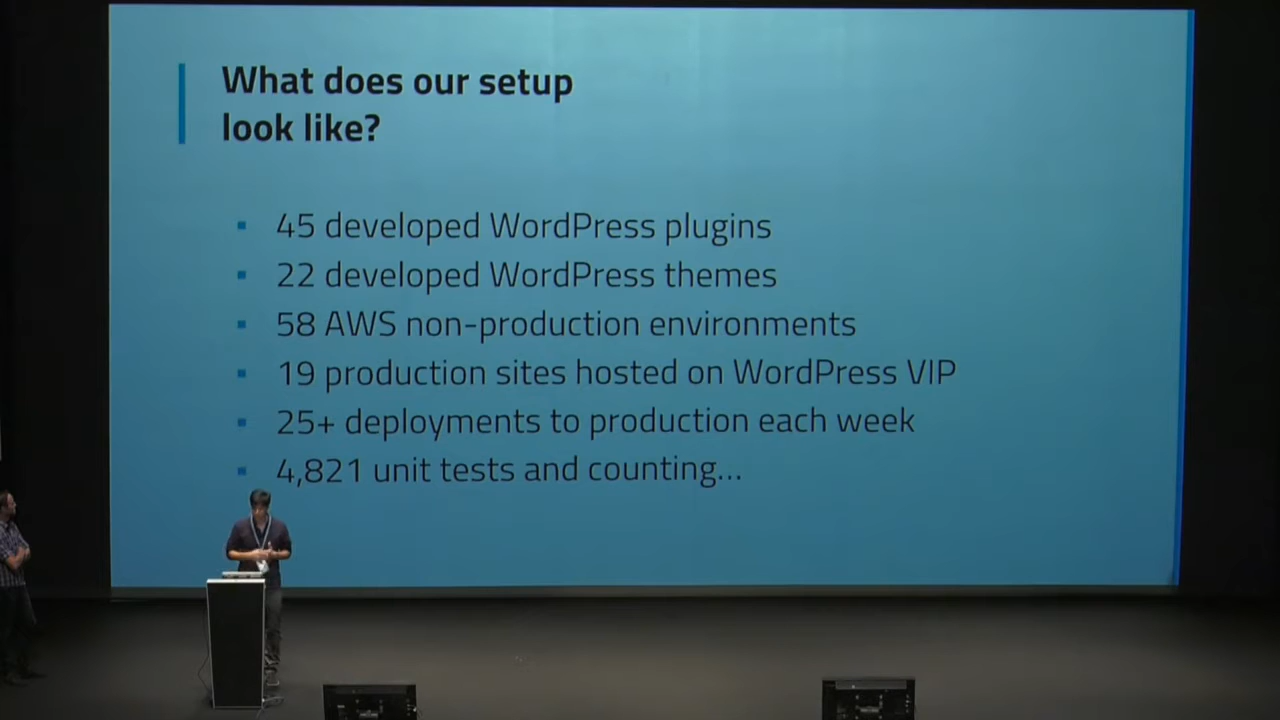 What does our setup
look like?
45 developed WordPress plugins
22 developed WordPress themes
58 AWS non-production environments
19 production sites hosted on WordPress VIP
25+ deployments to production each week
4,821 unit tests and counting...